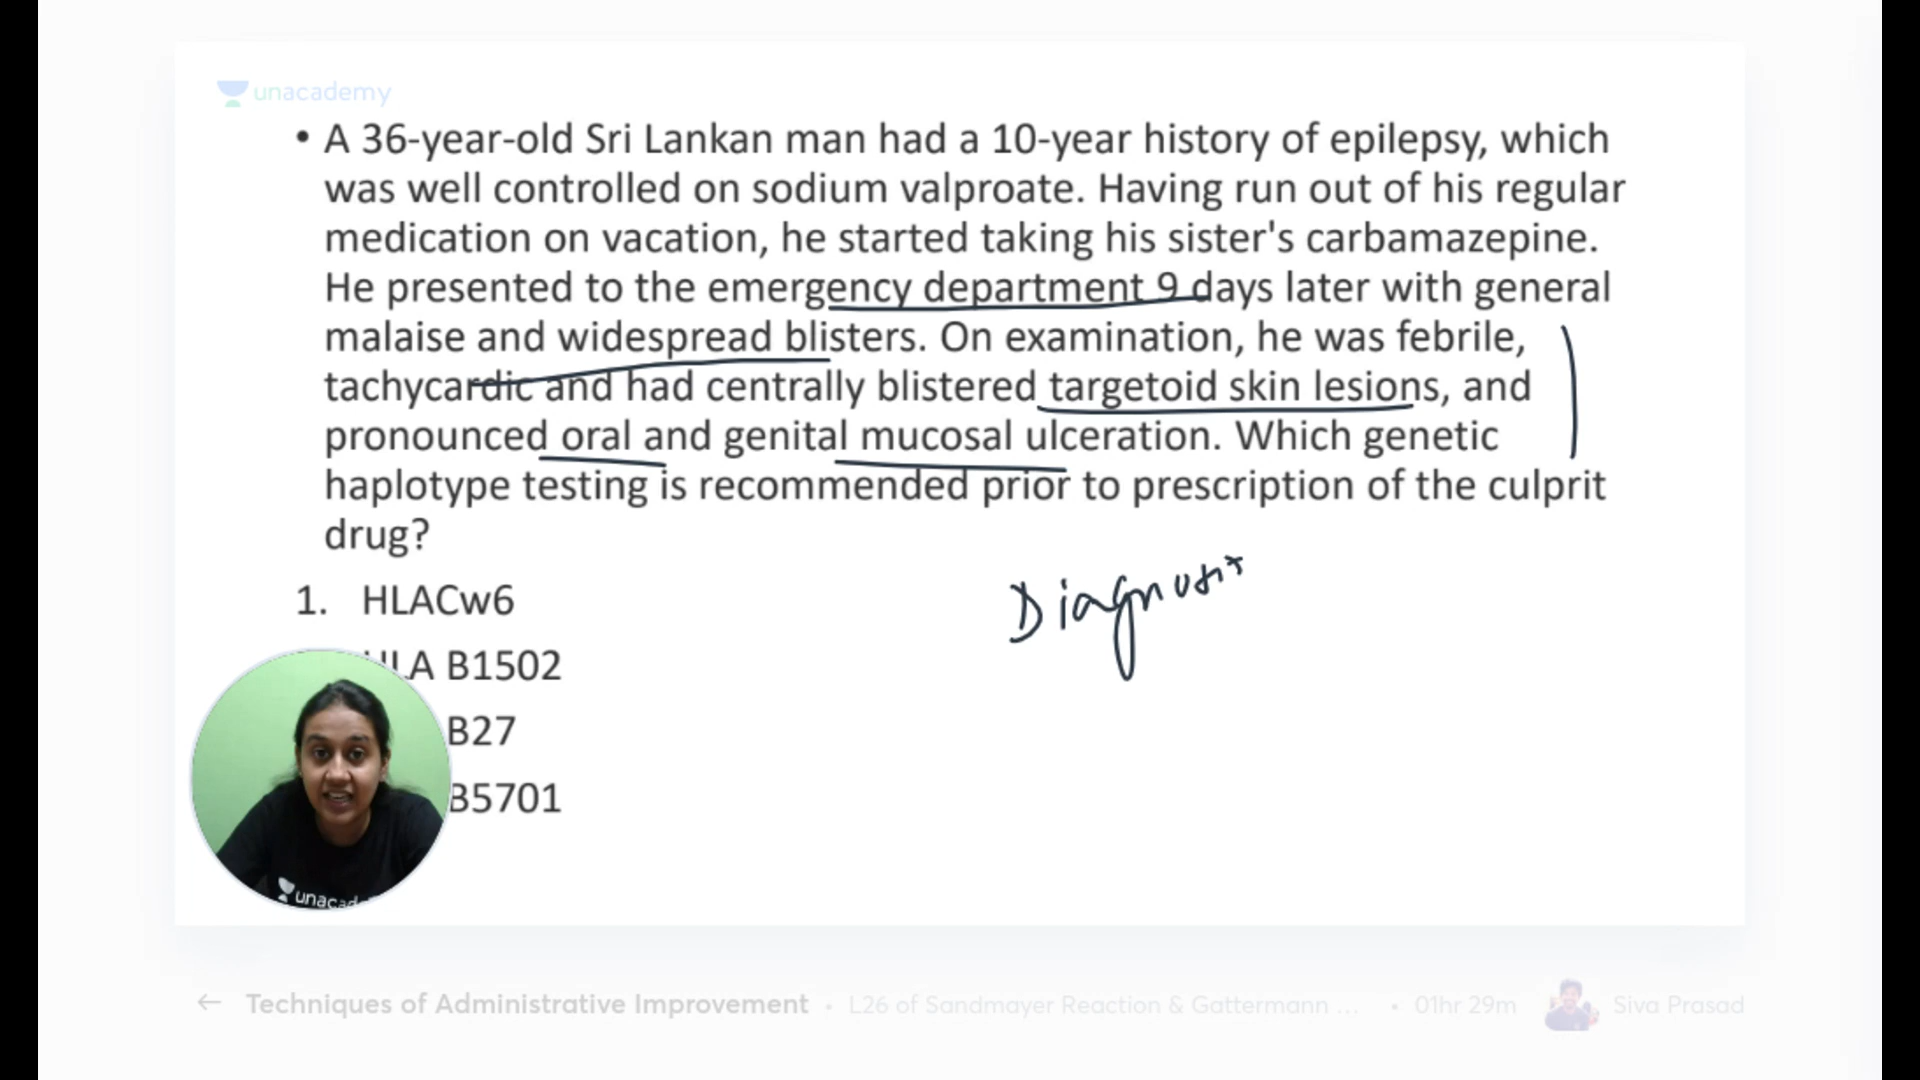 unacademy
• A 36-year-old Sri Lankan man had a 10-year history of epilepsy, which
was well controlled on sodium valproate. Having run out of his regular
medication on vacation, he started taking his sister's carbamazepine.
He presented to the emergency department 9 days later with general
malaise and widespread blisters. On examination, he was febrile,
tachycardic and had centrally blistered targetoid skin lesions, and
pronounced oral and genital mucosal ulceration. Which genetic
haplotype testing is recommended prior to prescription of the culprit
drug?
1. HLACw6
B1502
B27
B5701
← Techniques of Administrative Improvement • L26 of Sandmayer Reaction & Gattermann ... • 01hr 29m Siva Prasad